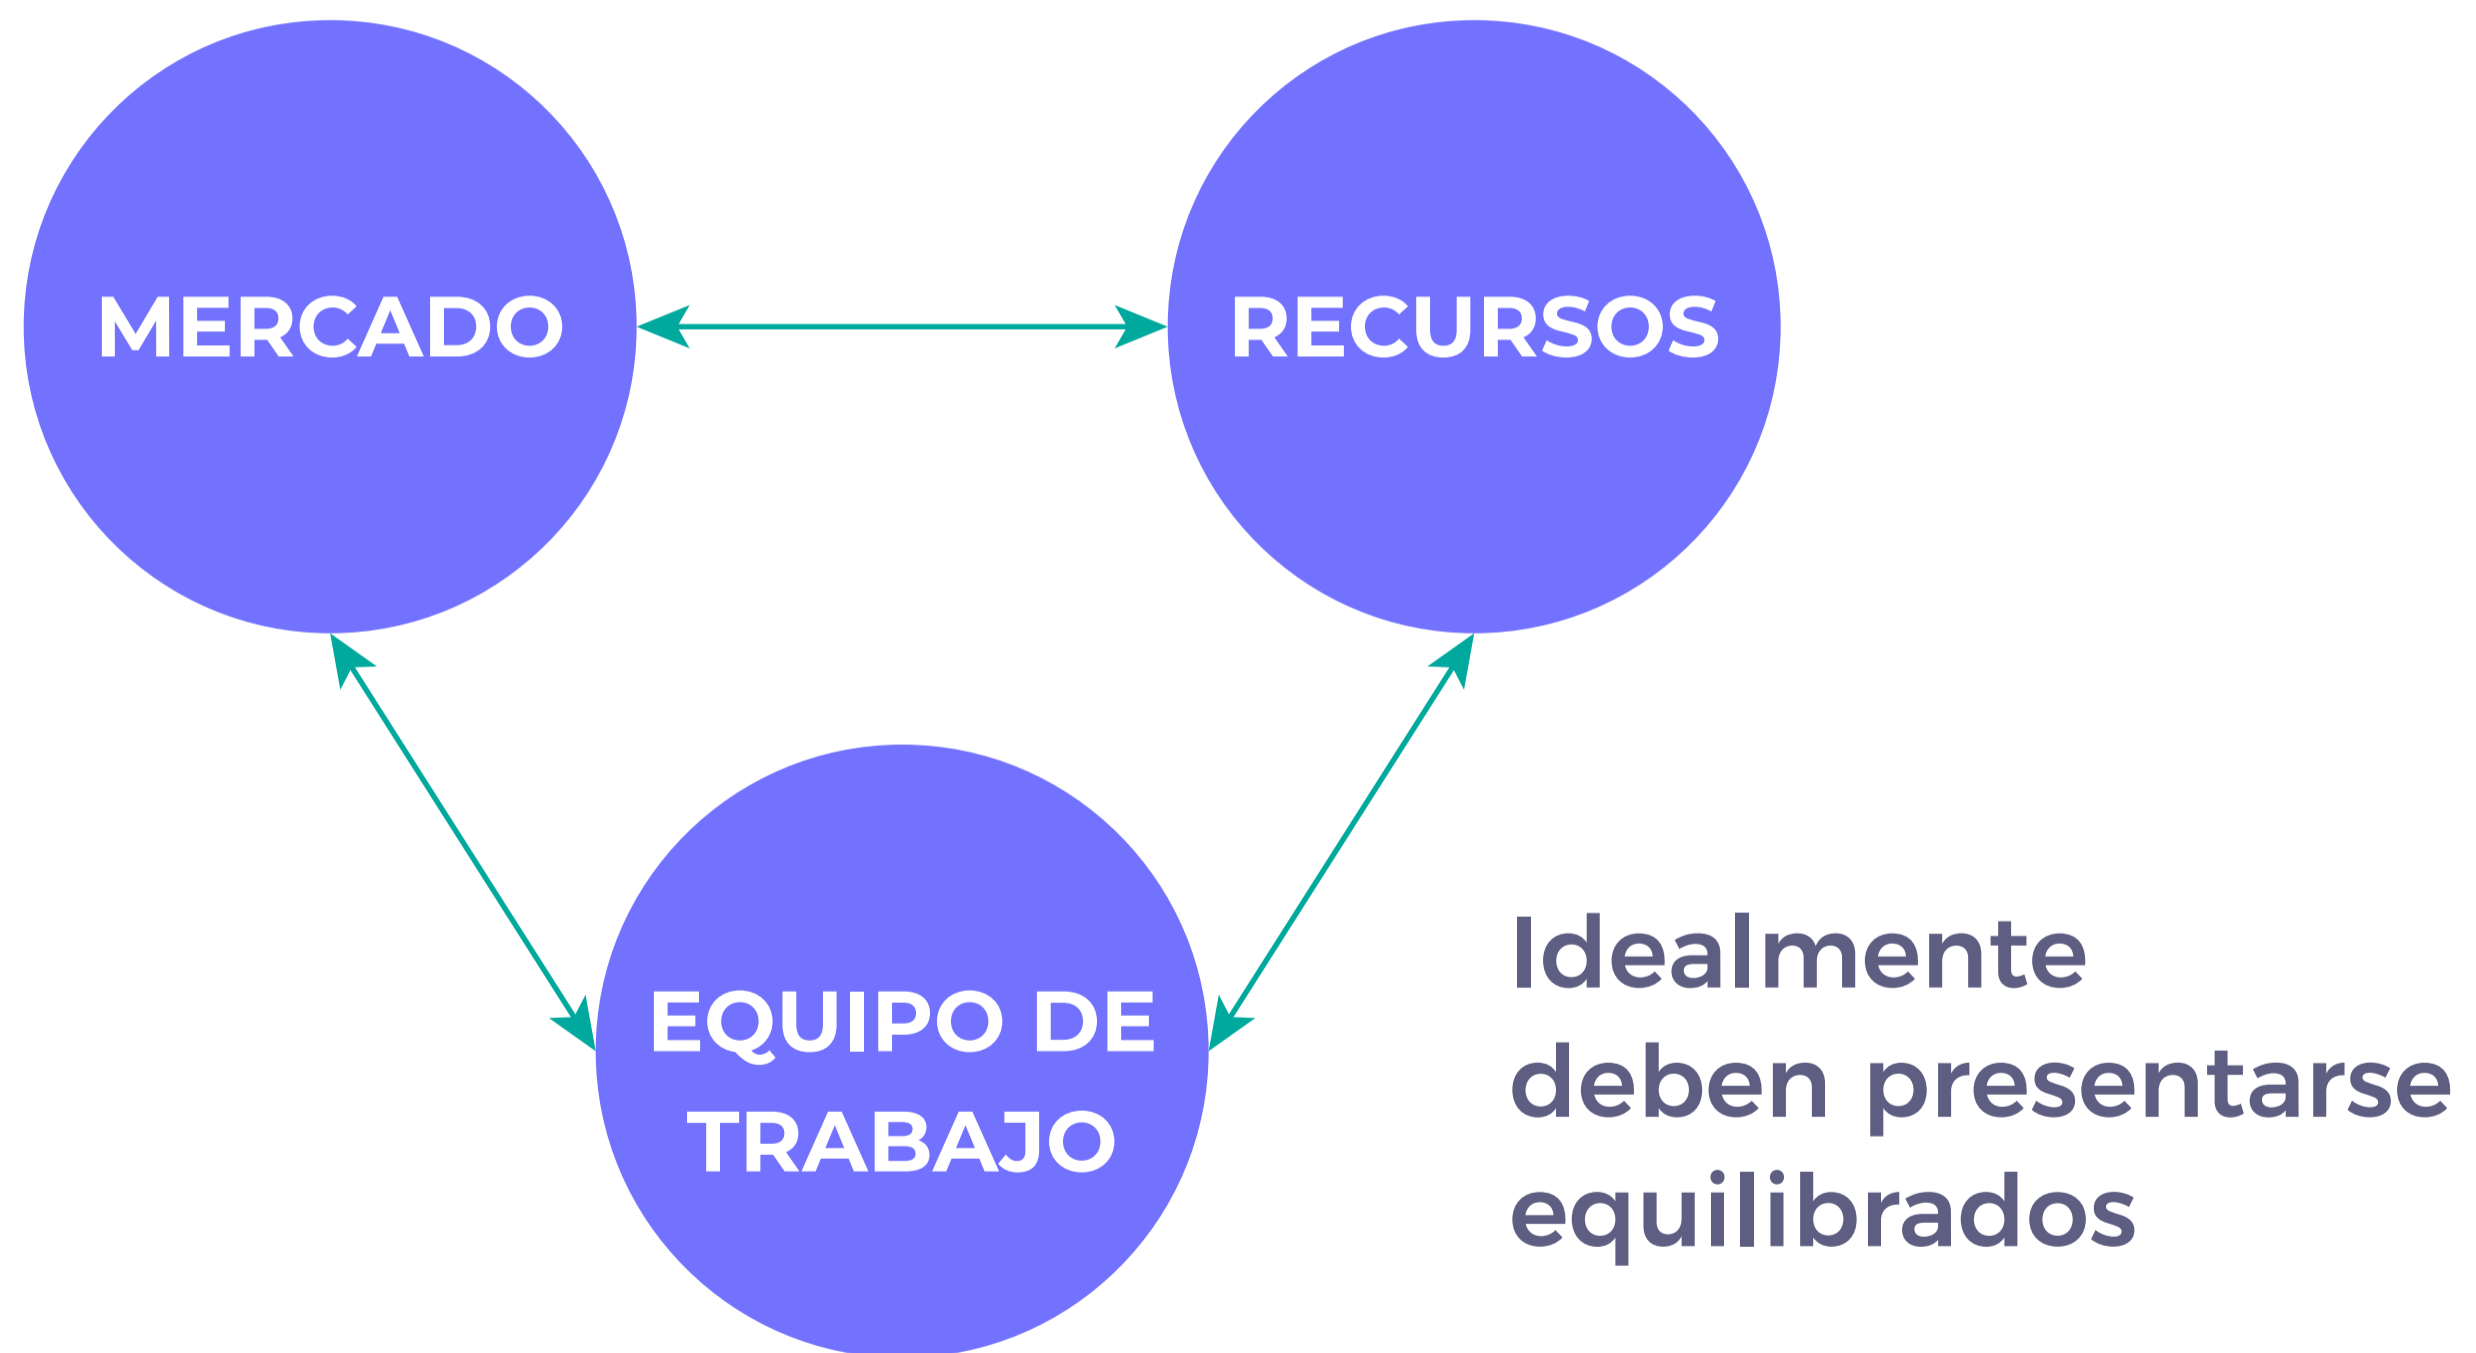 MERCADO
RECURSOS
EQUIPO DE
TRABAJO
Idealmente
deben presentarse
equilibrados